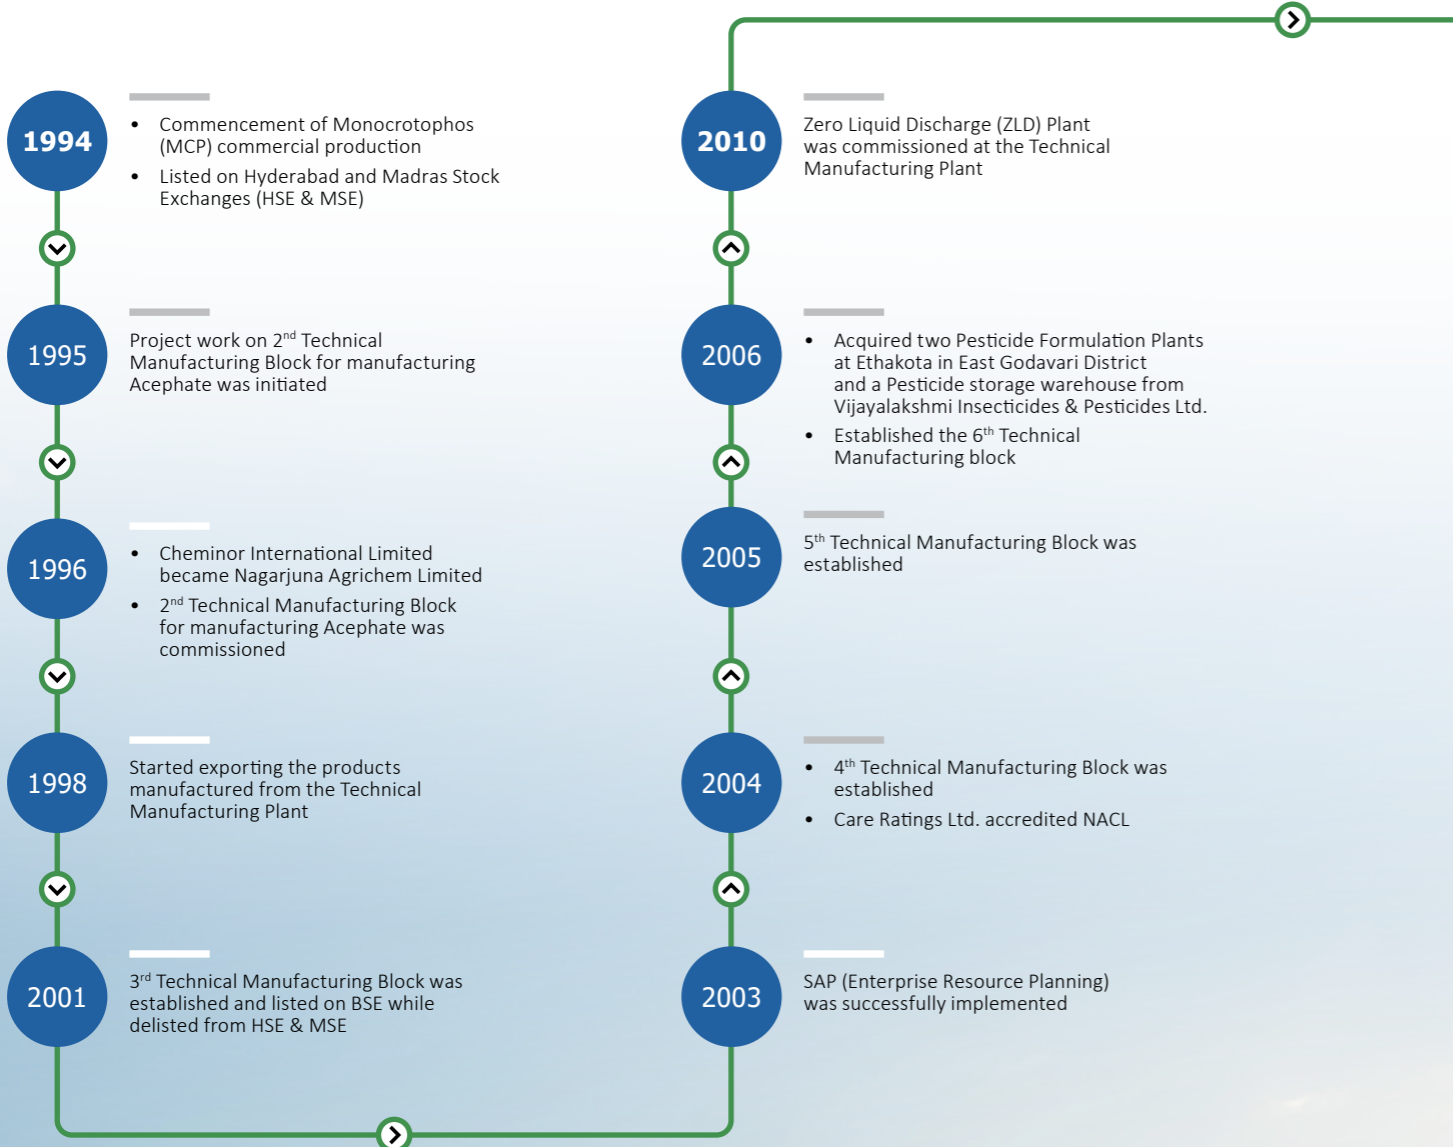 1994
• Commencement of Monocrotophos
(MCP) commercial production
• Listed on Hyderabad and Madras Stock
Exchanges (HSE & MSE)
1995
Project work on 2nd Technical
Manufacturing Block for manufacturing
Acephate was initiated
1996
• Cheminor International Limited
became Nagarjuna Agrichem Limited
• 2nd Technical Manufacturing Block
for manufacturing Acephate was
commissioned
1998
Started exporting the products
manufactured from the Technical
Manufacturing Plant
2001
3rd Technical Manufacturing Block was
established and listed on BSE while
delisted from HSE & MSE
2003
SAP (Enterprise Resource Planning)
was successfully implemented
2004
• 4th Technical Manufacturing Block was
established
• Care Ratings Ltd. accredited NACL
2005
5th Technical Manufacturing Block was
established
2006
• Acquired two Pesticide Formulation Plants
at Ethakota in East Godavari District
and a Pesticide storage warehouse from
Vijayalakshmi Insecticides & Pesticides Ltd.
• Established the 6th Technical
Manufacturing block
2010
Zero Liquid Discharge (ZLD) Plant
was commissioned at the Technical
Manufacturing Plant